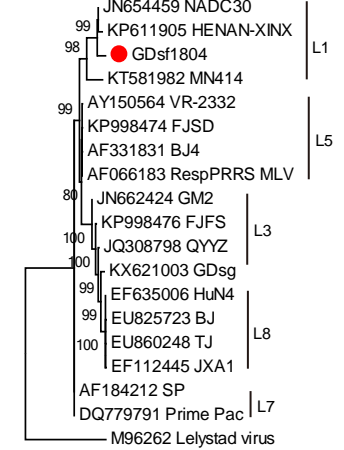 JN654459 NADC30
99
KP611905 HENAN-XINX
L1
98
GDsf1804
KT581982 MN414
99
AY150564 VR-2332
KP998474 FJSD
L5
AF331831 BJ4
AF066183 RespPRRS MLV
80
JN662424 GM2
KP998476 FJFS
L3
100
JQ308798 QYYZ
100
KX621003 GDsg
99
EF635006 HuN4
99
EU825723 BJ
L8
100
EU860248 TJ
EF112445 JXA1
AF184212 SP
L7
DQ779791 Prime Pac
M96262 Lelystad virus